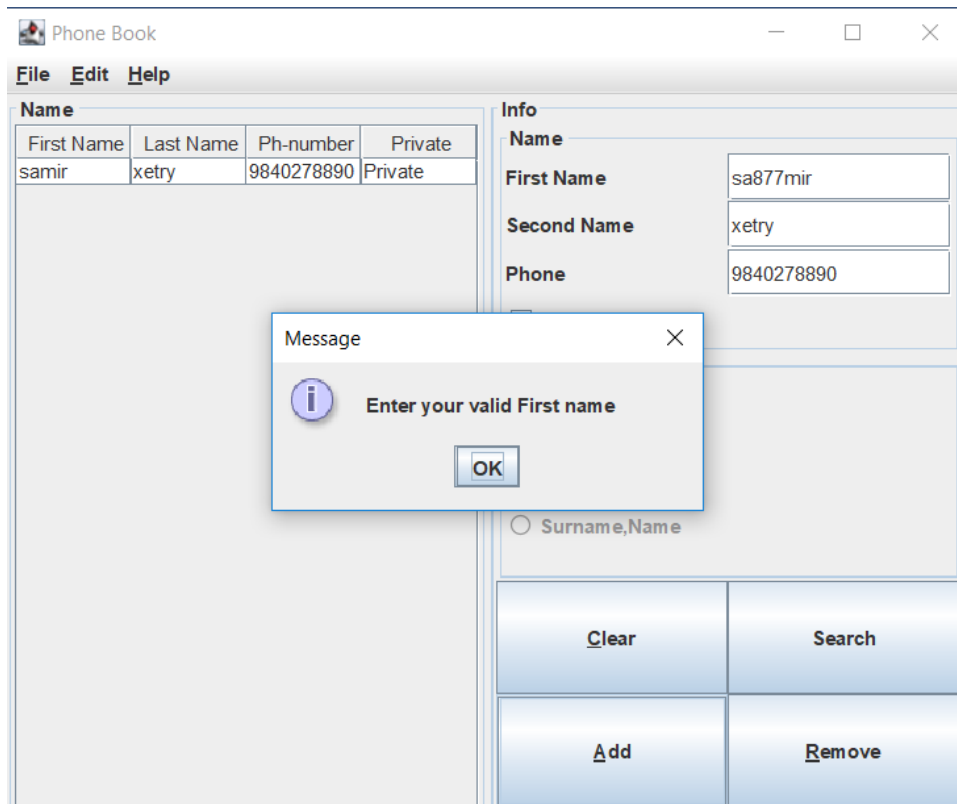 Phone Book
File Edit Help
Name
First Name Last Name Ph-number Private
samir xetry 9840278890 Private
Info
Name
First Name sa877mir
Second Name xetry
Phone 9840278890
Message
Enter your valid First name
OK
Surname,Name
Clear Search
Add Remove